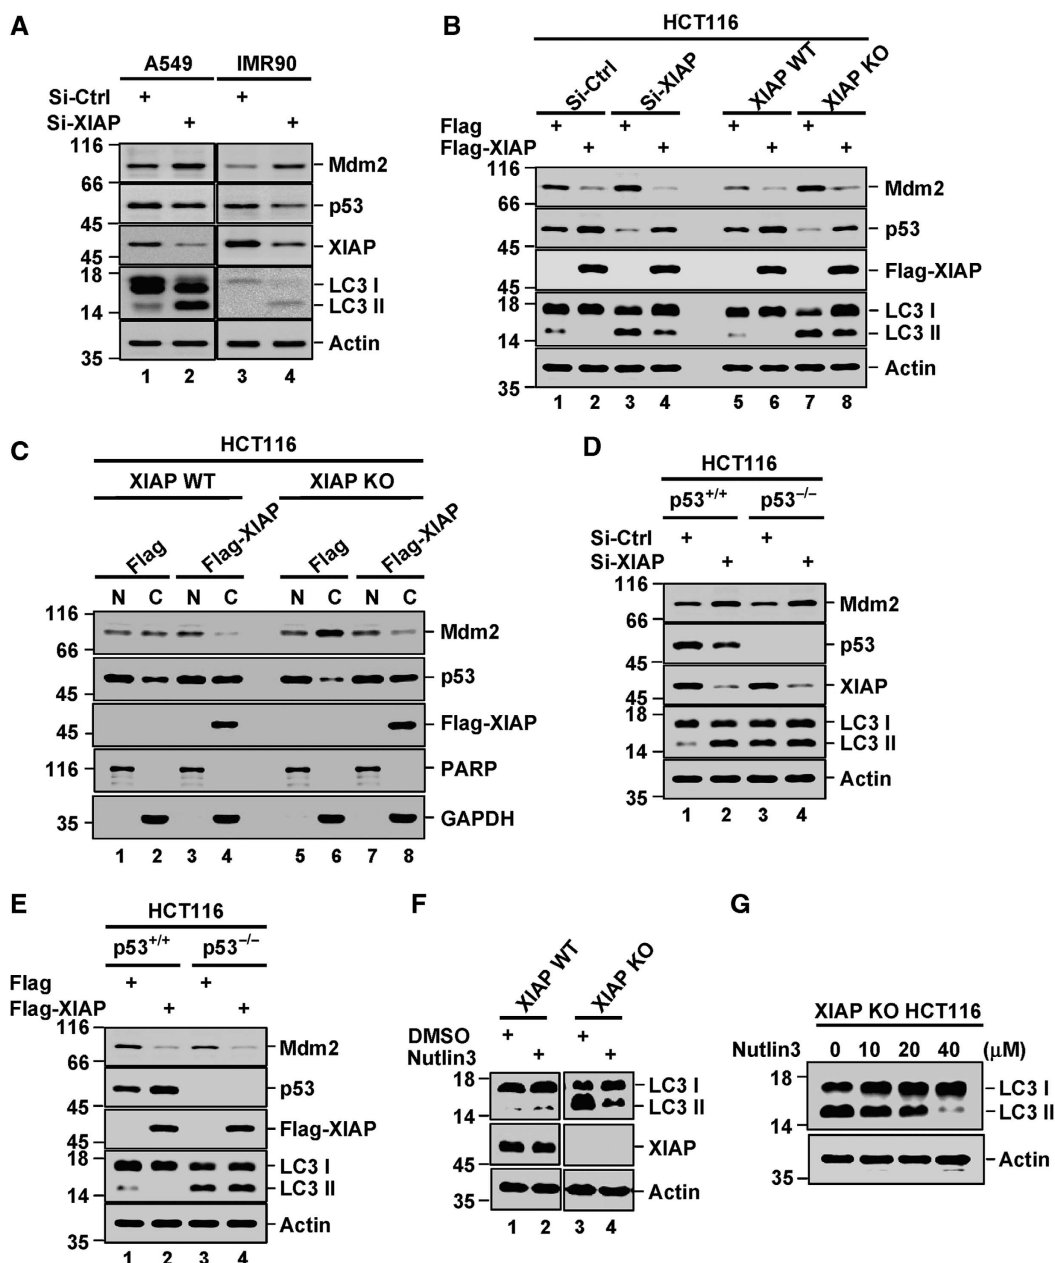 A
A549 IMR90
Si-Ctrl + +
Si-XIAP + +
116
Mdm2
66
p53
45
XIAP
45
18
LC3 I
LC3 II
14
Actin
35
1 2 3 4
B
HCT116
Si-Ctrl Si-XIAP XIAP WT XIAP KO
Flag + + + +
Flag-XIAP + + + +
116
Mdm2
66
p53
45
Flag-XIAP
45
18
LC3 I
LC3 II
14
Actin
35
1 2 3 4 5 6 7 8
C
HCT116
XIAP WT XIAP KO
Flag Flag-XIAP Flag Flag-XIAP
N C N C N C N C
116
Mdm2
66
p53
45
Flag-XIAP
45
116 PARP
35 GAPDH
1 2 3 4 5 6 7 8
D
HCT116
p53+/+ p53–/–
Si-Ctrl + +
Si-XIAP + +
116
Mdm2
66
p53
45
XIAP
45
18
LC3 I
LC3 II
14
Actin
35
1 2 3 4
E
HCT116
p53+/+ p53–/–
Flag + +
Flag-XIAP + +
116
Mdm2
66
p53
45
Flag-XIAP
45
18
LC3 I
LC3 II
14
Actin
35
1 2 3 4
F
XIAP WT XIAP KO
DMSO + +
Nutlin3 + +
18
LC3 I
LC3 II
14
XIAP
45
Actin
35
1 2 3 4
G
XIAP KO HCT116
Nutlin3 0 10 20 40 (μM)
18
LC3 I
LC3 II
14
Actin
35